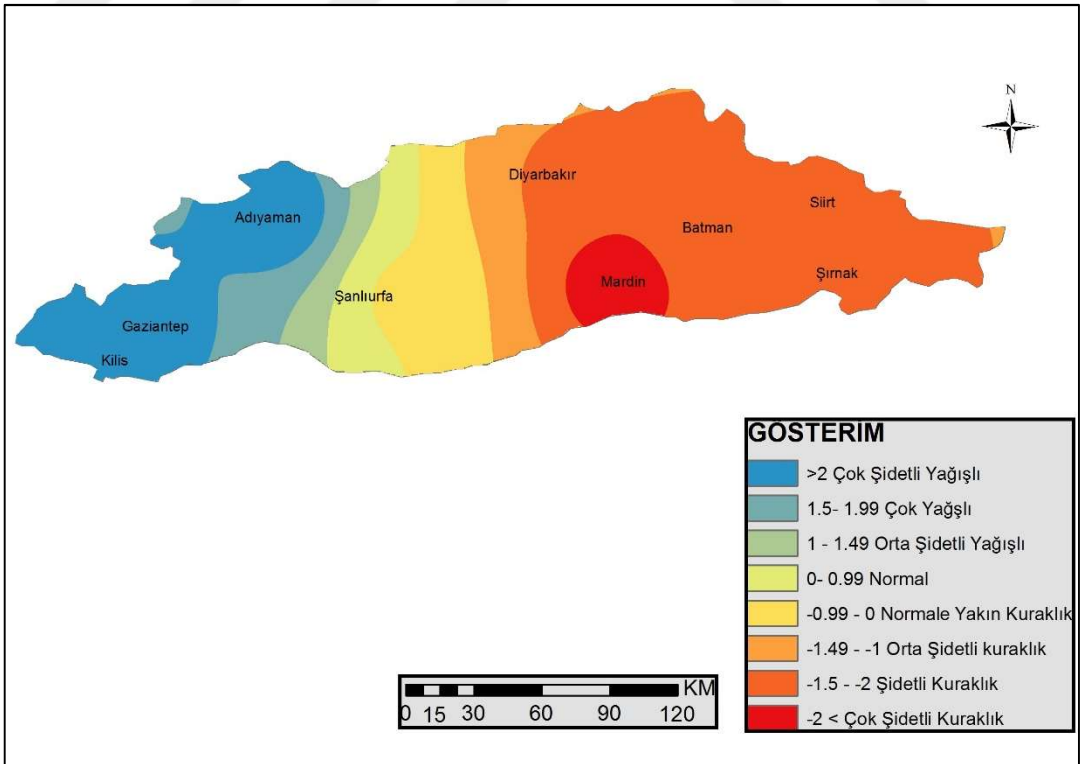 N
Diyarbakır
Siirt
Adıyaman
Batman
Şırnak
Mardin
Şanlıurfa
Gaziantep
Kilis
GÖSTERİM
>2 Çok Şidetli Yağışlı
1.5- 1.99 Çok Yağşlı
1 - 1.49 Orta Şidetli Yağışlı
0- 0.99 Normal
-0.99 - 0 Normale Yakın Kuraklık
-1.49 - -1 Orta Şidetli kuraklık
-1.5 - -2 Şidetli Kuraklık
-2 < Çok Şidetli Kuraklık
KM
0 15 30 60 90 120